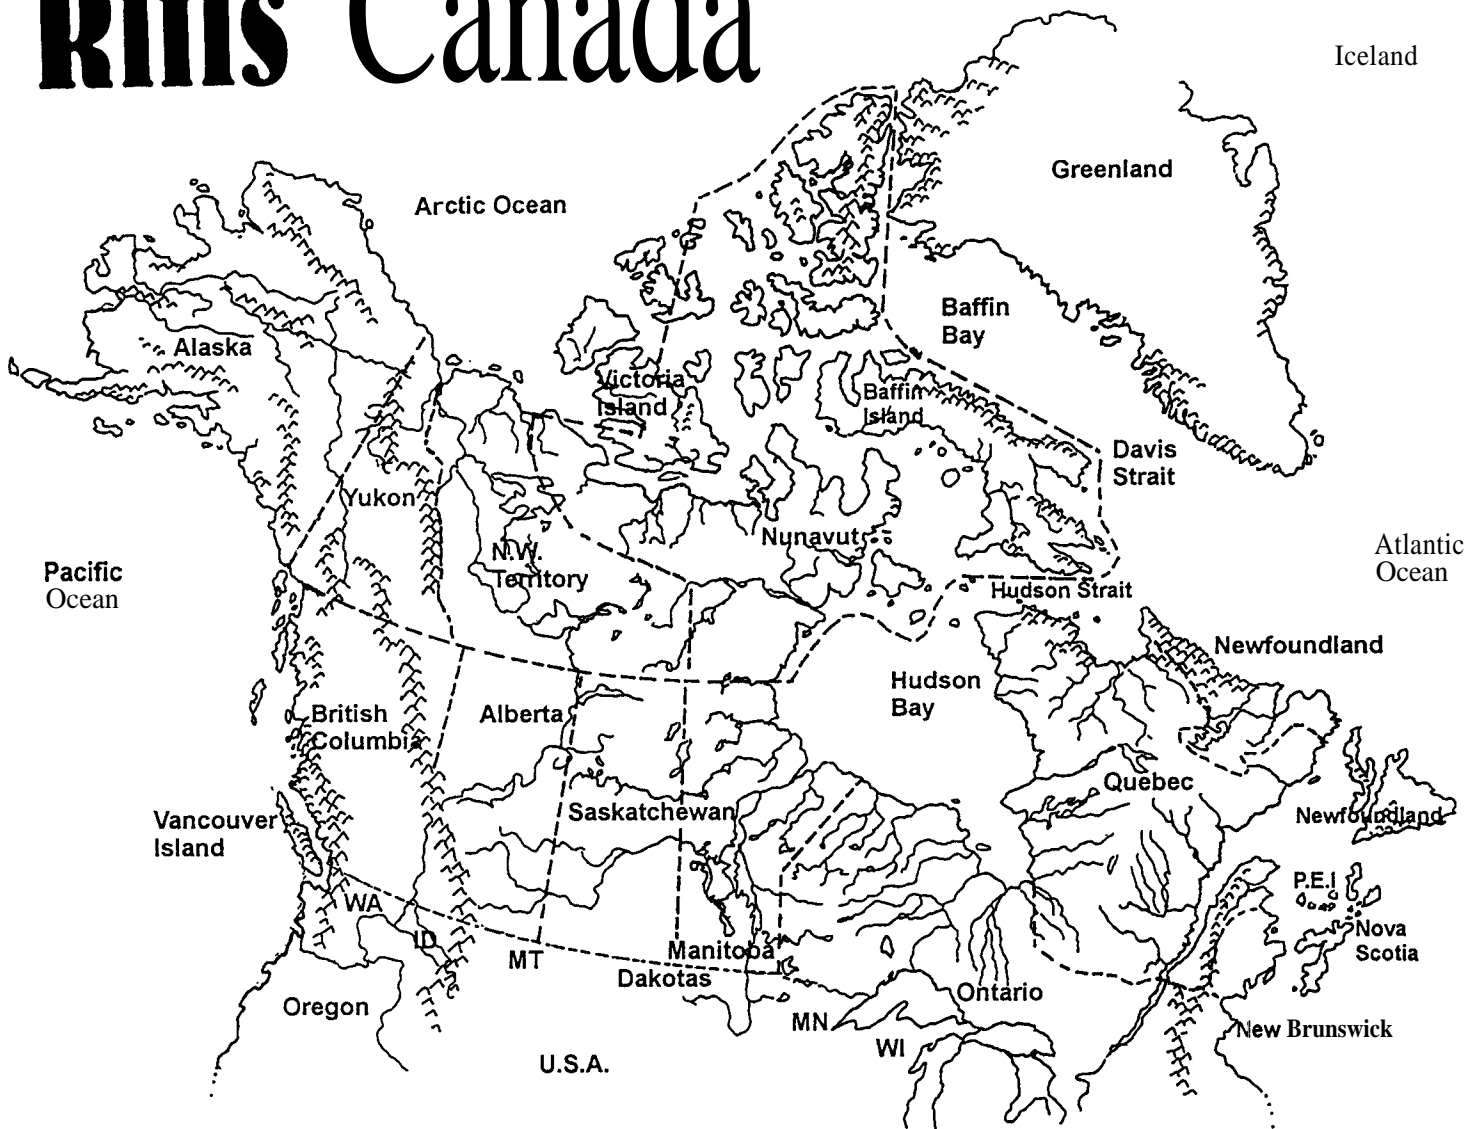 Canada
Iceland
Greenland
Arctic Ocean
Baffin
Bay
Alaska
Victoria
Island
Baffin
Island
Davis
Strait
Yukon
Nunavut
N.W.
Territory
Pacific
Ocean
Atlantic
Ocean
Hudson Strait
Newfoundland
Hudson
Bay
British
Columbia
Alberta
Quebec
Saskatchewan
Newfoundland
Vancouver
Island
P.E.I
WA
ID
MT
Manitoba
Dakotas
Nova
Scotia
Oregon
Ontario
MN
WI
New Brunswick
U.S.A.